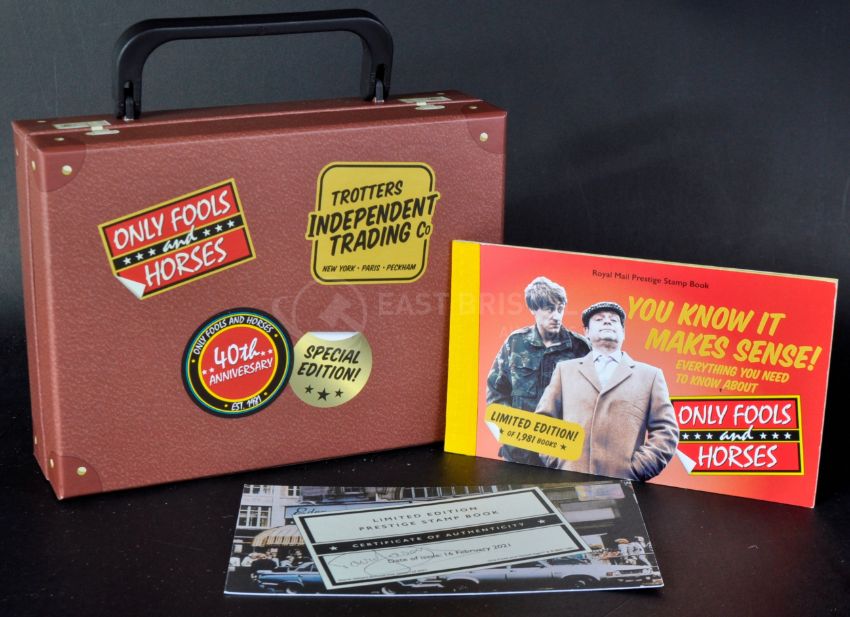 ONLY FOOLS
and
HORSES
TROTTERS
INDEPENDENT
TRADING Co
NEW YORK • PARIS • PECKHAM
ONLY FOOLS AND HORSES
40th
ANNIVERSARY
EST. 1981
SPECIAL
EDITION!
EAST BRIS
Royal Mail Prestige Stamp Book
YOU KNOW IT
MAKES SENSE!
EVERYTHING YOU NEED
TO KNOW ABOUT
ONLY FOOLS
and
HORSES
LIMITED EDITION!
OF 1,981 BOOKS
LIMITED EDITION
PRESTIGE STAMP BOOK
CERTIFICATE OF AUTHENTICITY
Date of issue: 16 February 2021